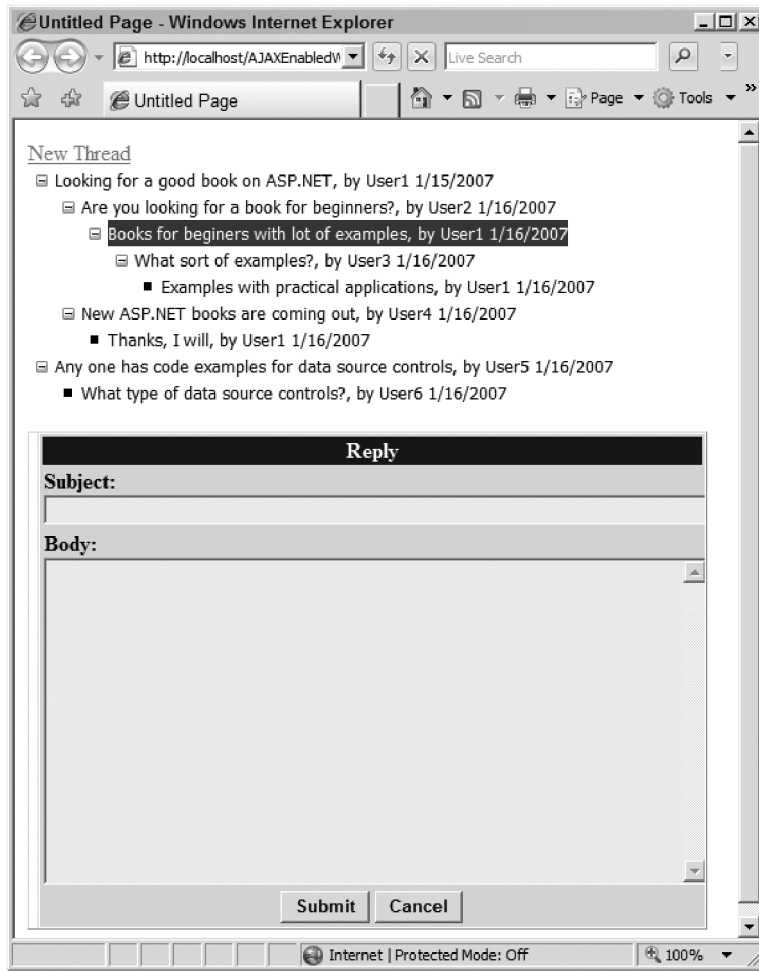 Untitled Page - Windows Internet Explorer
http://localhost/AJAXEnabledW
Live Search
Untitled Page
Page
Tools
»
New Thread
Looking for a good book on ASP.NET, by User1 1/15/2007
Are you looking for a book for beginners?, by User2 1/16/2007
Books for beginers with lot of examples, by User1 1/16/2007
What sort of examples?, by User3 1/16/2007
Examples with practical applications, by User1 1/16/2007
New ASP.NET books are coming out, by User4 1/16/2007
Thanks, I will, by User1 1/16/2007
Any one has code examples for data source controls, by User5 1/16/2007
What type of data source controls?, by User6 1/16/2007
Reply
Subject:
Body:
Submit Cancel
Internet | Protected Mode: Off
100%